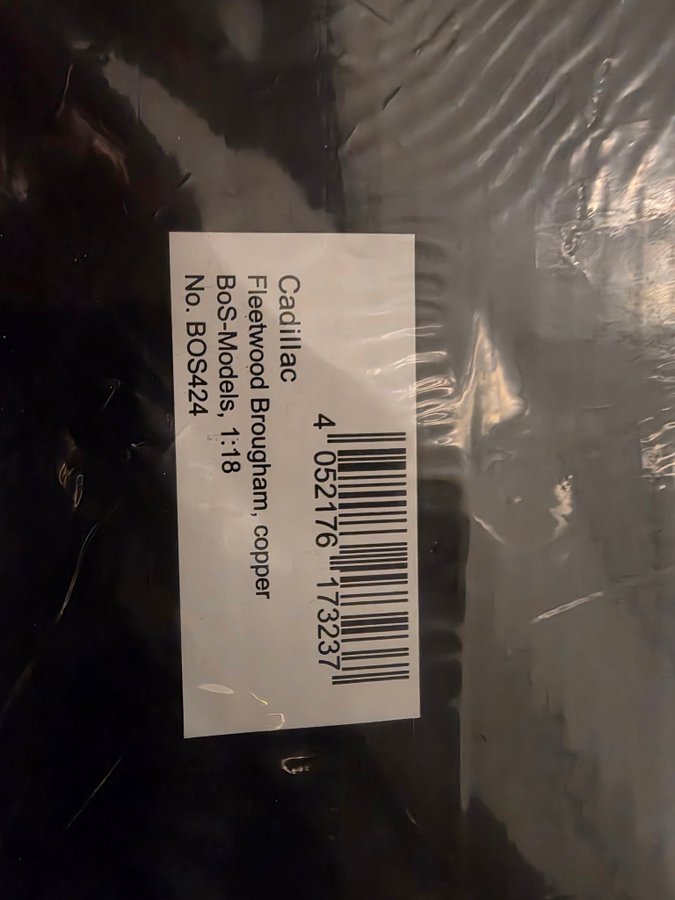 4 052176 173237
Cadillac
Fleetwood Brougham, copper
BoS-Models, 1:18
No. BOS424